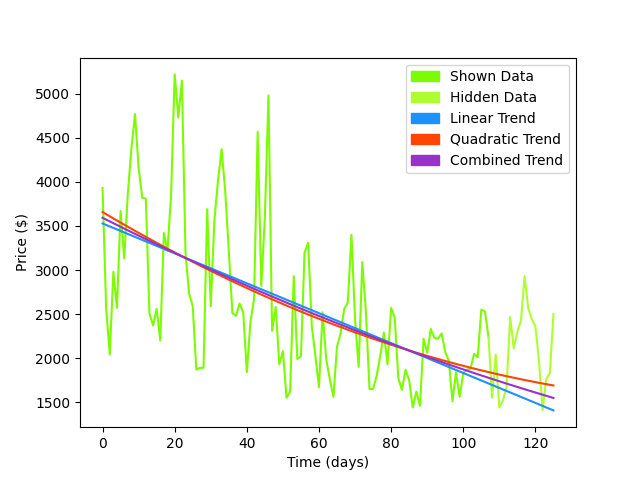 Shown Data
Hidden Data
Linear Trend
Quadratic Trend
Combined Trend
5000
4500
4000
3500
3000
2500
2000
1500
Price ($)
0 20 40 60 80 100 120
Time (days)